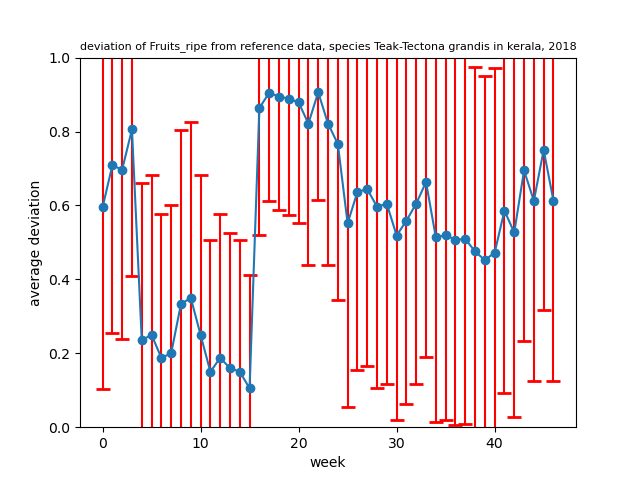 deviation of Fruits_ripe from reference data, species Teak-Tectona grandis in Kerala, 2018
1.0
0.8
0.6
0.4
0.2
0.0
average deviation
0 10 20 30 40
week